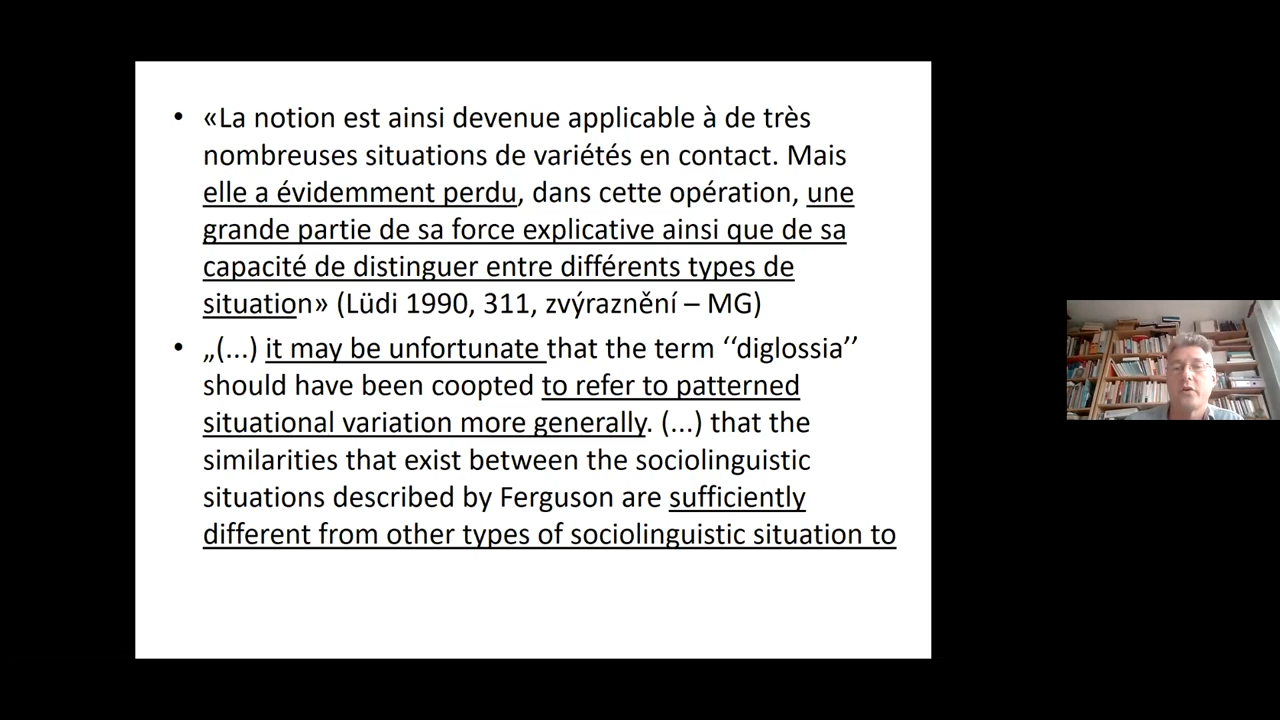 • «La notion est ainsi devenue applicable à de très
nombreuses situations de variétés en contact. Mais
elle a évidemment perdu, dans cette opération, une
grande partie de sa force explicative ainsi que de sa
capacité de distinguer entre différents types de
situation» (Lüdi 1990, 311, zvýraznění – MG)
• „(...) it may be unfortunate that the term ‘‘diglossia’’
should have been coopted to refer to patterned
situational variation more generally. (...) that the
similarities that exist between the sociolinguistic
situations described by Ferguson are sufficiently
different from other types of sociolinguistic situation to